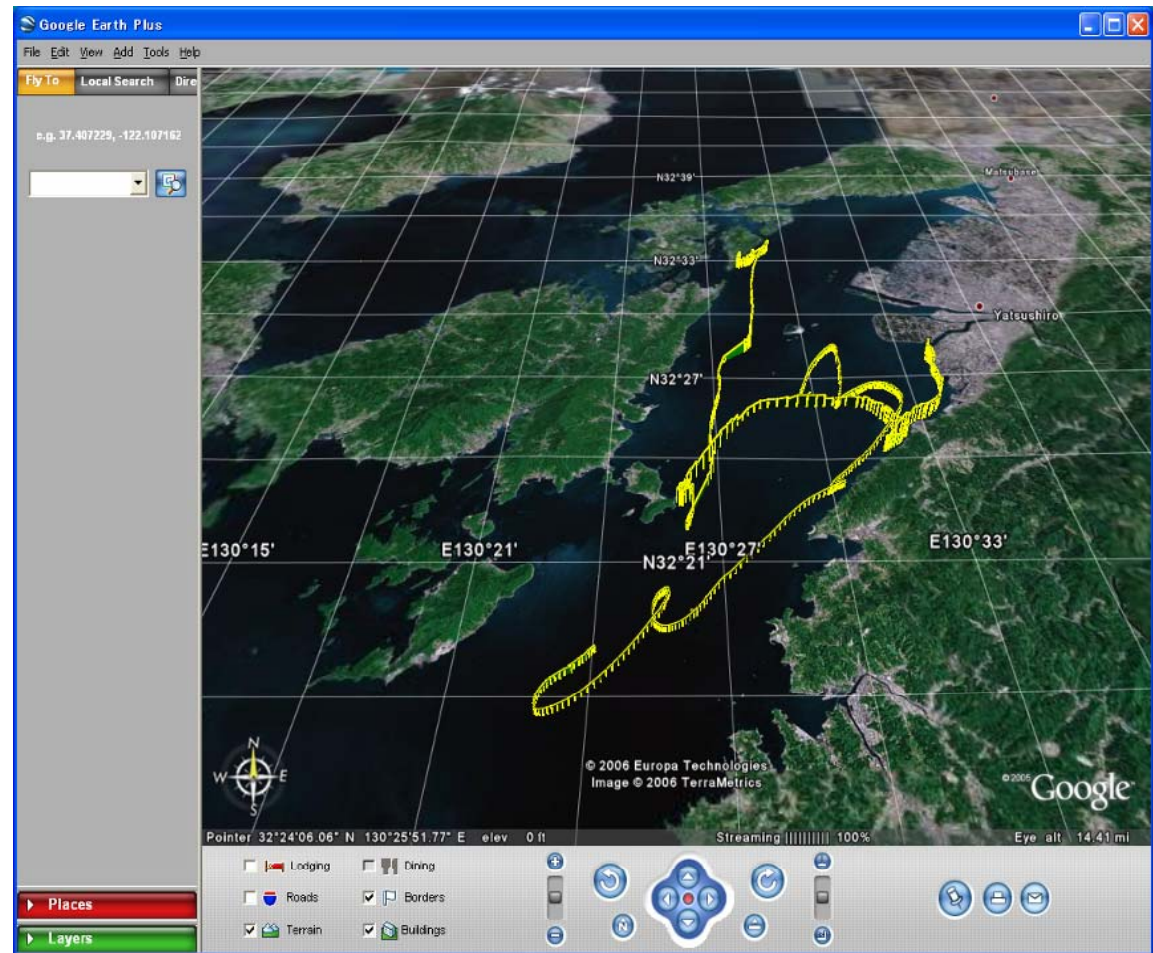 Google Earth Plus
File Edit View Add Tools Help
Fly To Local Search Dire
e.g. 37.407229, -122.107162
N32°39'
Matsubase
N32°33'
Yatsushiro
N32°27'
E130°15' E130°21' E130°27' E130°33'
N32°21'
N
W E
S
© 2006 Europa Technologies
Image © 2006 TerraMetrics
©2005 Google
Pointer 32°24'06.06" N 130°25'51.77" E elev 0 ft Streaming |||||||||| 100% Eye alt 14.41 mi
Lodging Dining
Roads Borders
Terrain Buildings
N
Places
Layers